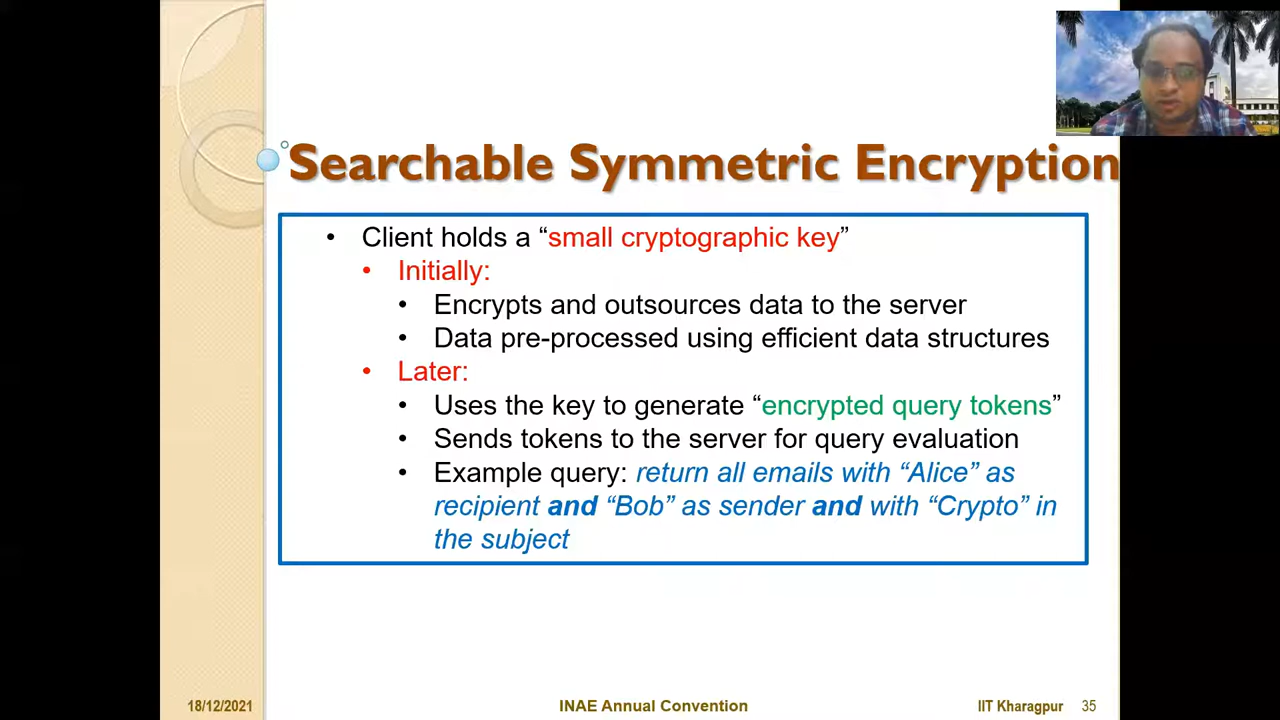 Searchable Symmetric Encryption
• Client holds a “small cryptographic key”
• Initially:
• Encrypts and outsources data to the server
• Data pre-processed using efficient data structures
• Later:
• Uses the key to generate “encrypted query tokens”
• Sends tokens to the server for query evaluation
• Example query: return all emails with “Alice” as
recipient and “Bob” as sender and with “Crypto” in
the subject
18/12/2021 INAE Annual Convention IIT Kharagpur 35